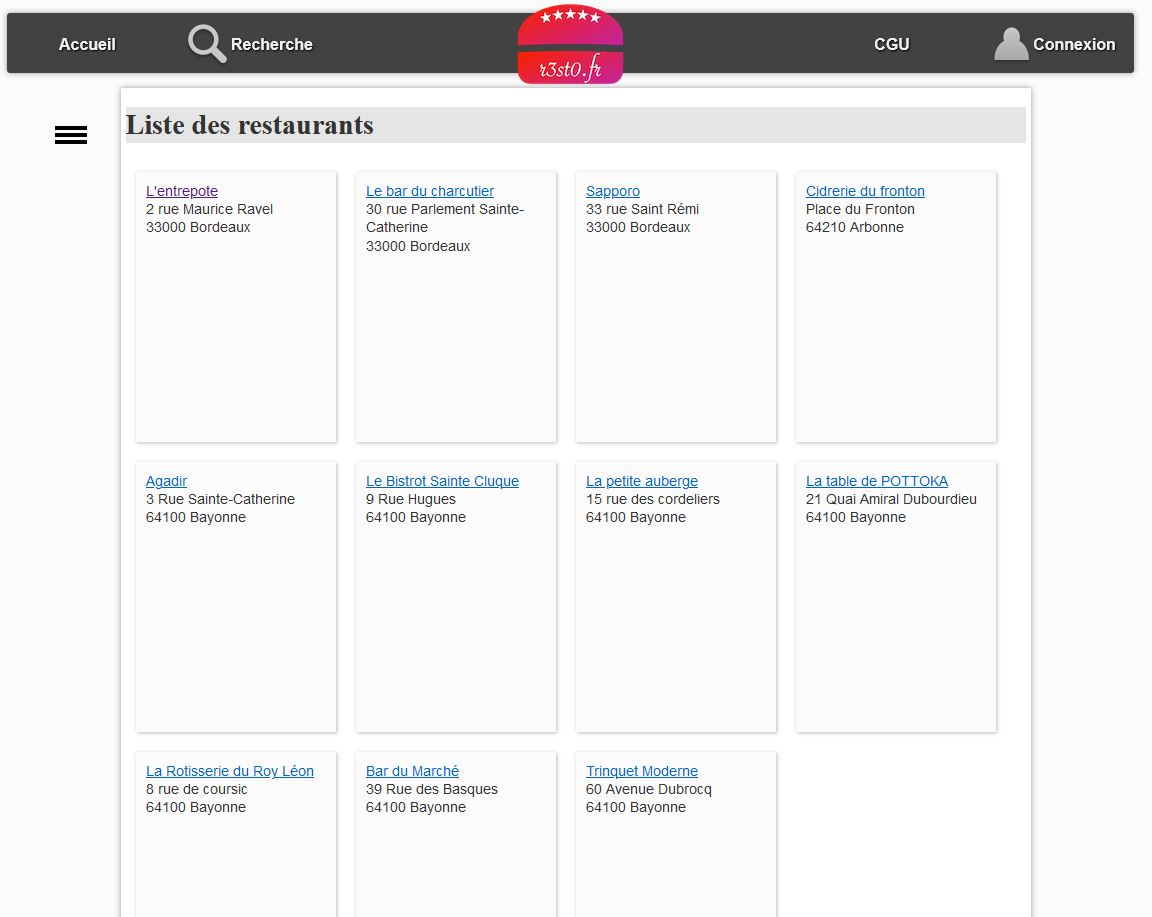 Accueil
Recherche
r3st0.fr
CGU
Connexion
Liste des restaurants
L'entrepote
2 rue Maurice Ravel
33000 Bordeaux
Le bar du charcutier
30 rue Parlement Sainte-
Catherine
33000 Bordeaux
Sapporo
33 rue Saint Rémi
33000 Bordeaux
Cidrerie du fronton
Place du Fronton
64210 Arbonne
Agadir
3 Rue Sainte-Catherine
64100 Bayonne
Le Bistrot Sainte Cluque
9 Rue Hugues
64100 Bayonne
La petite auberge
15 rue des cordeliers
64100 Bayonne
La table de POTTOKA
21 Quai Amiral Dubourdieu
64100 Bayonne
La Rotisserie du Roy Léon
8 rue de coursic
64100 Bayonne
Bar du Marché
39 Rue des Basques
64100 Bayonne
Trinquet Moderne
60 Avenue Dubrocq
64100 Bayonne